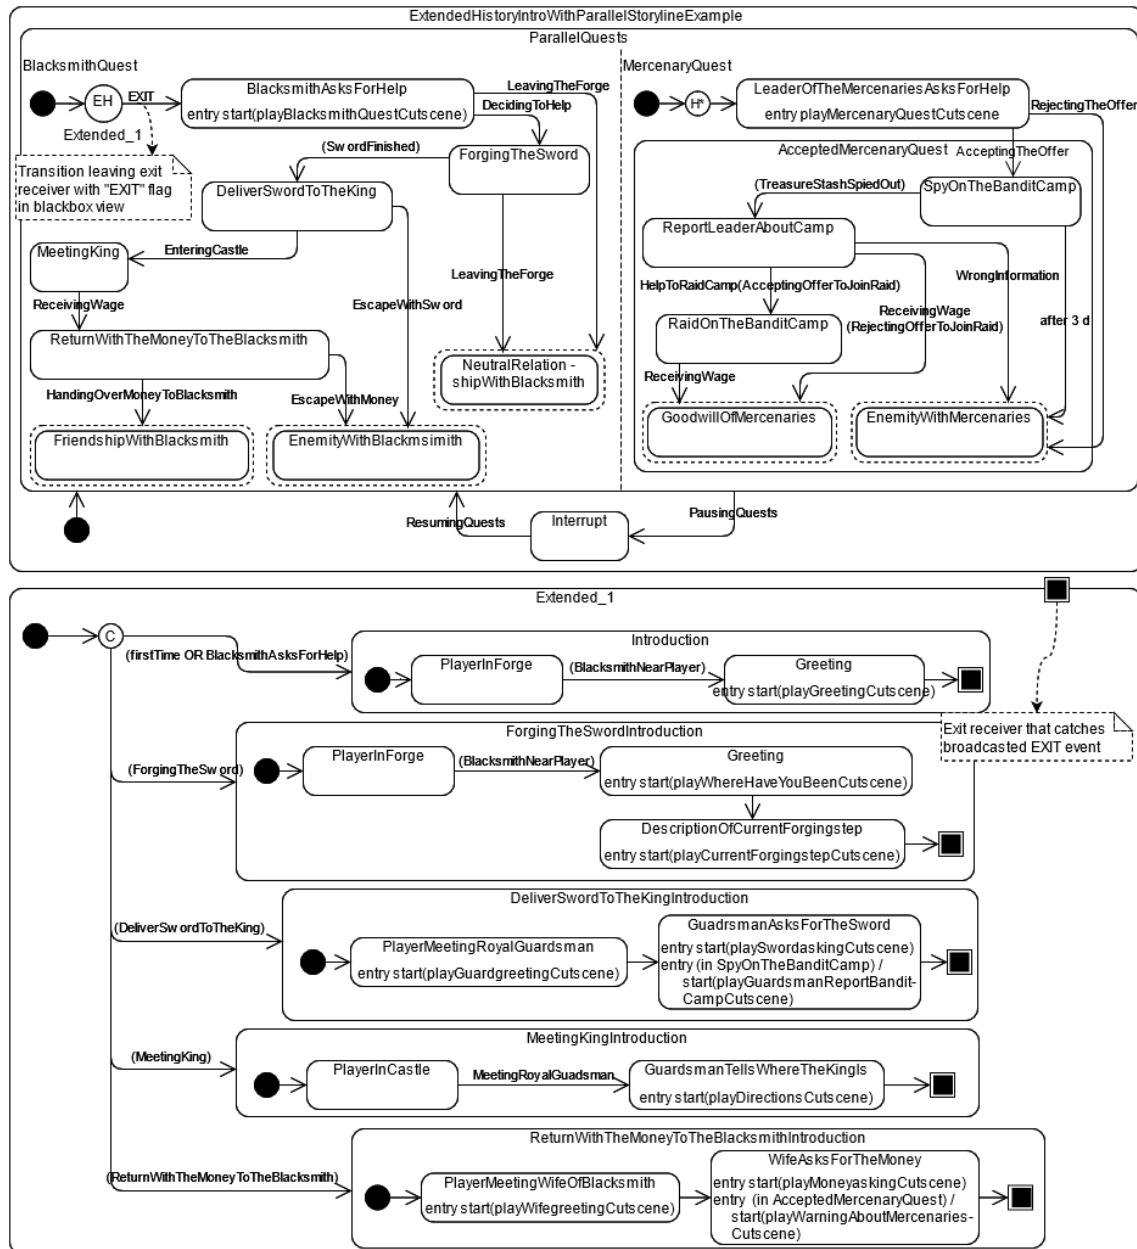 ExtendedHistoryIntroWithParallelStorylineExample
ParallelQuests
BlacksmithQuest
EH
EXIT
Extended_1
Transition leaving exit
receiver with "EXIT" flag
in blackbox view
BlacksmithAsksForHelp
entry start(playBlacksmithQuestCutscene)
LeavingTheForge
DecidingToHelp
(SwordFinished)
ForgingTheSword
DeliverSwordToTheKing
MeetingKing
EnteringCastle
LeavingTheForge
ReceivingWage
EscapeWithSword
ReturnWithTheMoneyToTheBlacksmith
NeutralRelation -
shipWithBlacksmith
HandingOverMoneyToBlacksmith
EscapeWithMoney
FriendshipWithBlacksmith
EnemityWithBlackmsimith
MercenaryQuest
H*
LeaderOfTheMercenariesAsksForHelp
entry playMercenaryQuestCutscene
RejectingTheOffer
AcceptedMercenaryQuest
AcceptingTheOffer
(TreasureStashSpiedOut)
SpyOnTheBanditCamp
ReportLeaderAboutCamp
WrongInformation
HelpToRaidCamp(AcceptingOfferToJoinRaid)
ReceivingWage
(RejectingOfferToJoinRaid)
after 3 d
RaidOnTheBanditCamp
ReceivingWage
GoodwillOfMercenaries
EnemityWithMercenaries
ResumingQuests
Interrupt
PausingQuests
Extended_1
C
(firstTime OR BlacksmithAsksForHelp)
Introduction
PlayerInForge
(BlacksmithNearPlayer)
Greeting
entry start(playGreetingCutscene)
Exit receiver that catches
broadcasted EXIT event
ForgingTheSwordIntroduction
(ForgingTheSword)
PlayerInForge
(BlacksmithNearPlayer)
Greeting
entry start(playWhereHaveYouBeenCutscene)
DescriptionOfCurrentForgingstep
entry start(playCurrentForgingstepCutscene)
DeliverSwordToTheKingIntroduction
(DeliverSwordToTheKing)
PlayerMeetingRoyalGuardsman
entry start(playGuardgreetingCutscene)
GuadrsmanAsksForTheSword
entry start(playSwordaskingCutscene)
entry (in SpyOnTheBanditCamp) /
start(playGuardsmanReportBandit-
CampCutscene)
MeetingKingIntroduction
(MeetingKing)
PlayerInCastle
MeetingRoyalGuadsman
GuardsmanTellsWhereTheKingIs
entry start(playDirectionsCutscene)
ReturnWithTheMoneyToTheBlacksmithIntroduction
(ReturnWithTheMoneyToTheBlacksmith)
PlayerMeetingWifeOfBlacksmith
entry start(playWifegreetingCutscene)
WifeAsksForTheMoney
entry start(playMoneyaskingCutscene)
entry (in AcceptedMercenaryQuest) /
start(playWarningAboutMercenaries-
Cutscene)